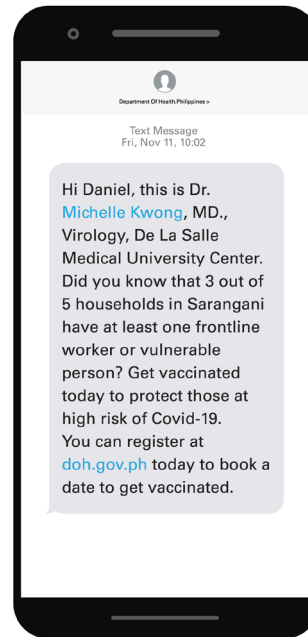 Department Of Health.Philippines >
Text Message
Fri, Nov 11, 10:02
Hi Daniel, this is Dr.
Michelle Kwong, MD.,
Virology, De La Salle
Medical University Center.
Did you know that 3 out of
5 households in Sarangani
have at least one frontline
worker or vulnerable
person? Get vaccinated
today to protect those at
high risk of Covid-19.
You can register at
doh.gov.ph today to book a
date to get vaccinated.